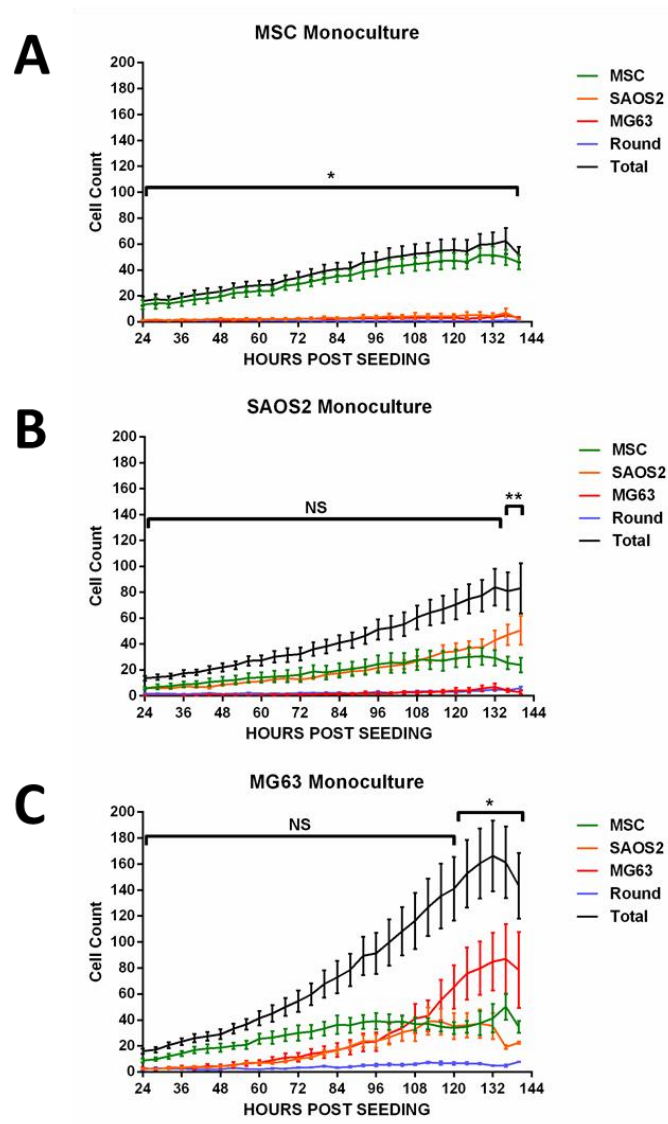 A
MSC Monoculture
200
180
160
140
120
100
80
60
40
20
0
Cell Count
*
24 36 48 60 72 84 96 108 120 132 144
HOURS POST SEEDING
MSC
SAOS2
MG63
Round
Total
B
SAOS2 Monoculture
200
180
160
140
120
100
80
60
40
20
0
Cell Count
NS
**
24 36 48 60 72 84 96 108 120 132 144
HOURS POST SEEDING
MSC
SAOS2
MG63
Round
Total
C
MG63 Monoculture
200
180
160
140
120
100
80
60
40
20
0
Cell Count
NS
*
24 36 48 60 72 84 96 108 120 132 144
HOURS POST SEEDING
MSC
SAOS2
MG63
Round
Total